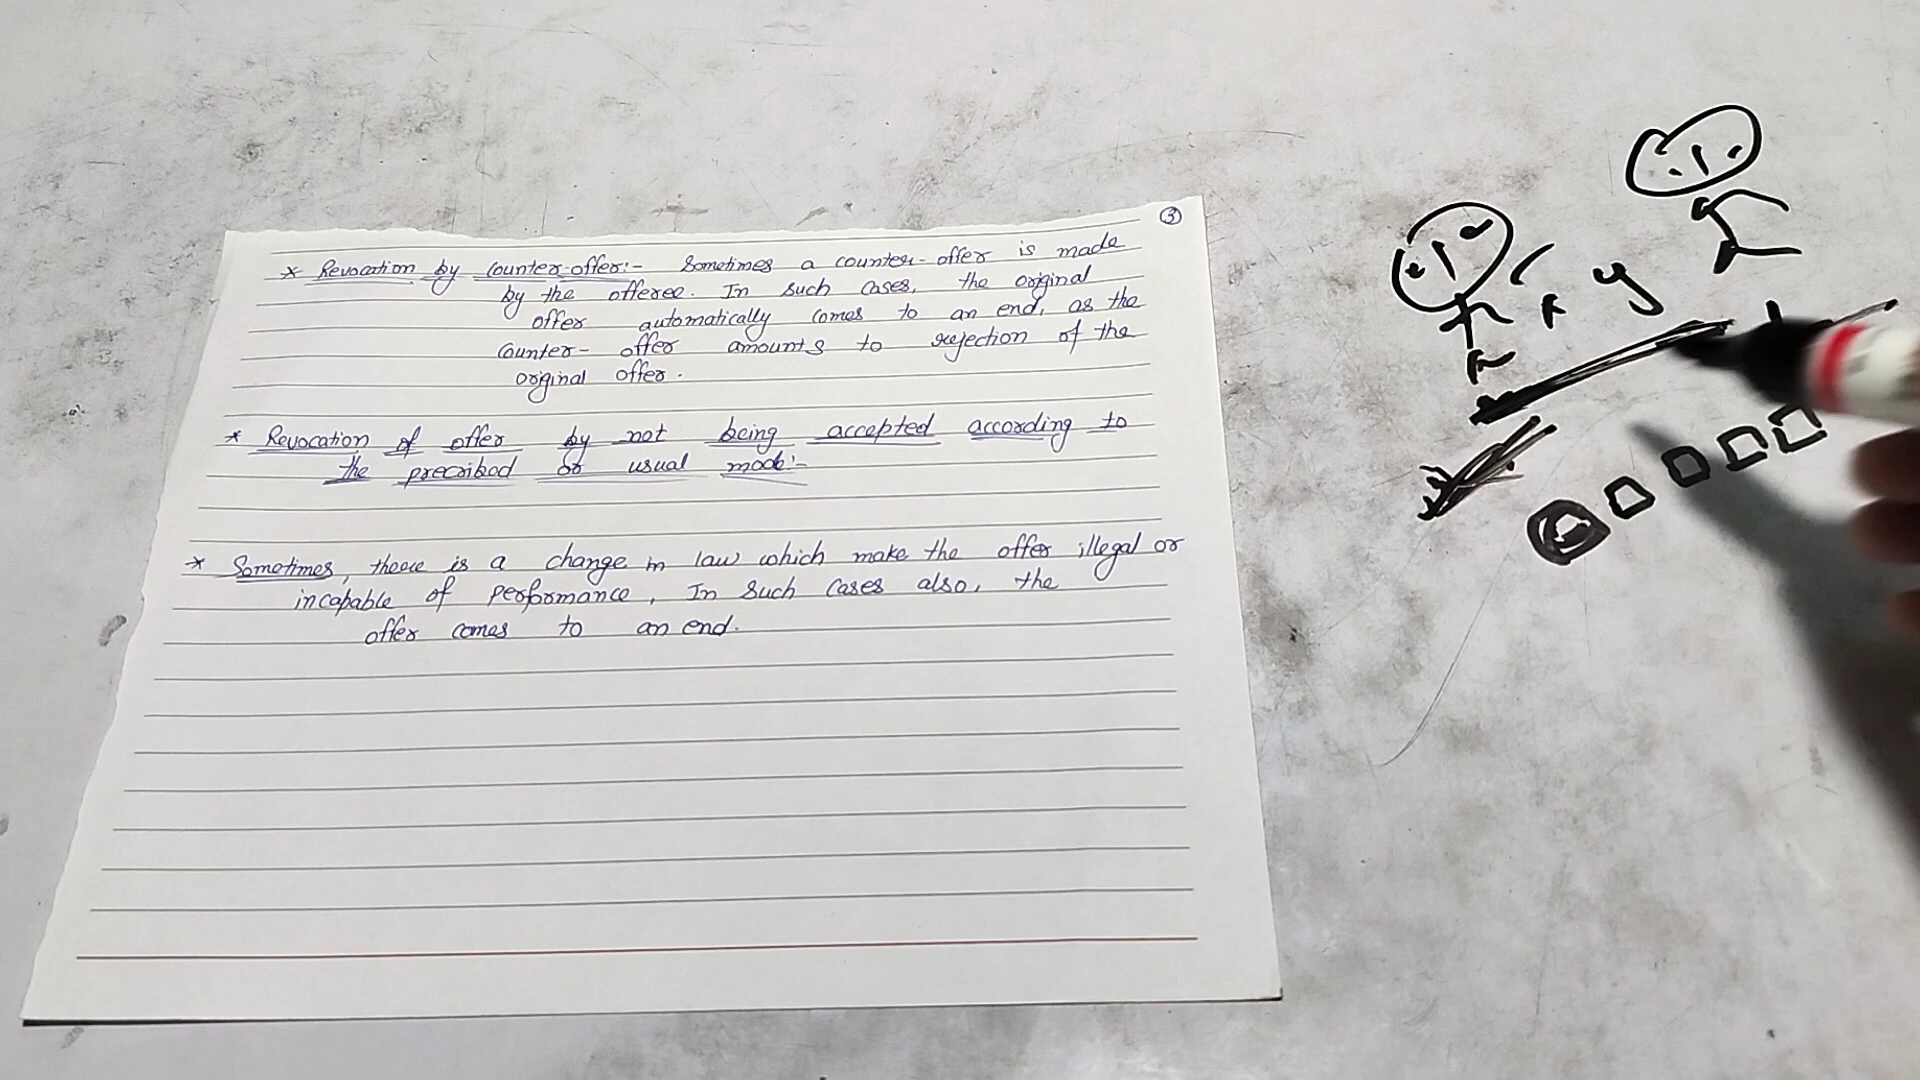 ③
* Revocation by counter-offer:- Sometimes a counter-offer is made
by the offeree. In such cases, the original
offer automatically comes to an end, as the
counter-offer amounts to rejection of the
original offer.
* Revocation of offer by not being accepted according to
the precribed or usual mode:-
* Sometimes, there is a change in law which make the offer illegal or
incapable of performance, In such cases also, the
offer comes to an end.